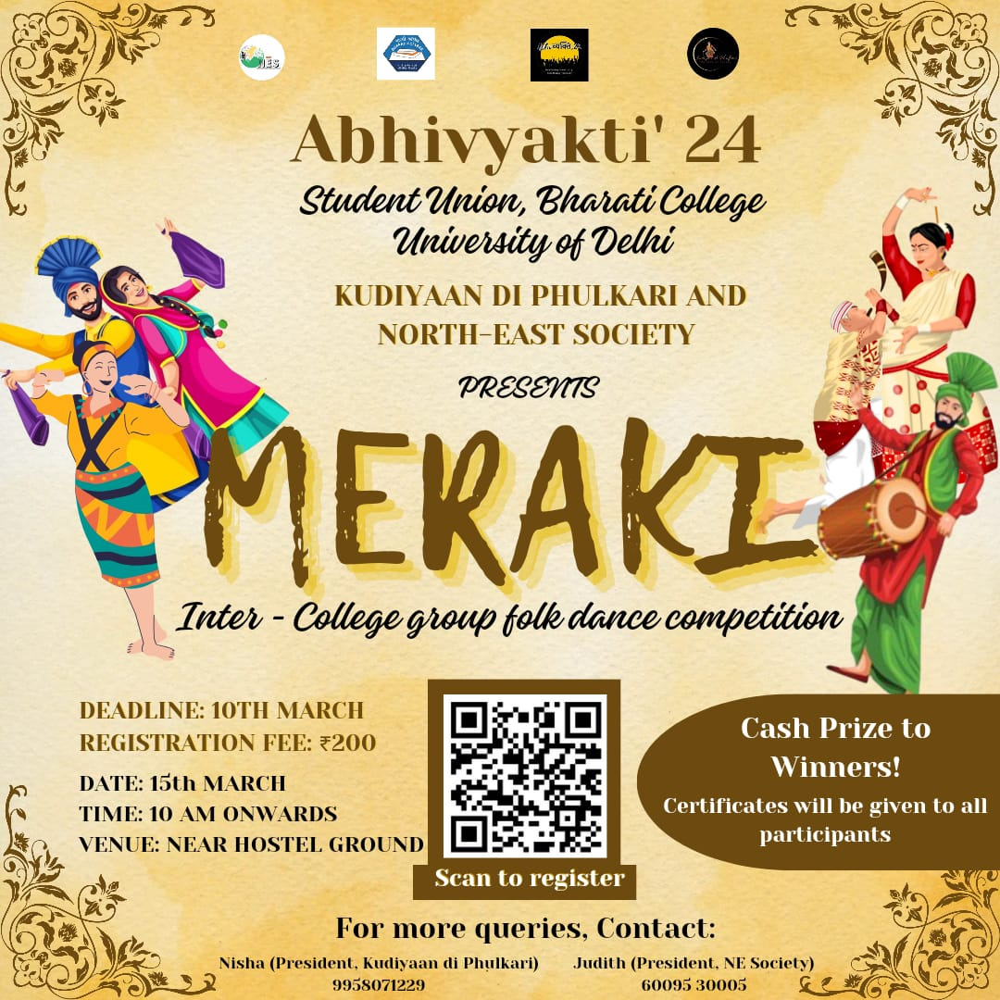 Abhivyakti' 24
Student Union, Bharati College
University of Delhi
KUDIYAAN DI PHULKARI AND
NORTH-EAST SOCIETY
PRESENTS
MERAKI
Inter - College group folk dance competition
DEADLINE: 10TH MARCH
REGISTRATION FEE: ₹200
DATE: 15th MARCH
TIME: 10 AM ONWARDS
VENUE: NEAR HOSTEL GROUND
Scan to register
Cash Prize to
Winners!
Certificates will be given to all
participants
For more queries, Contact:
Nisha (President, Kudiyaan di Phulkari)
9958071229
Judith (President, NE Society)
60095 30005